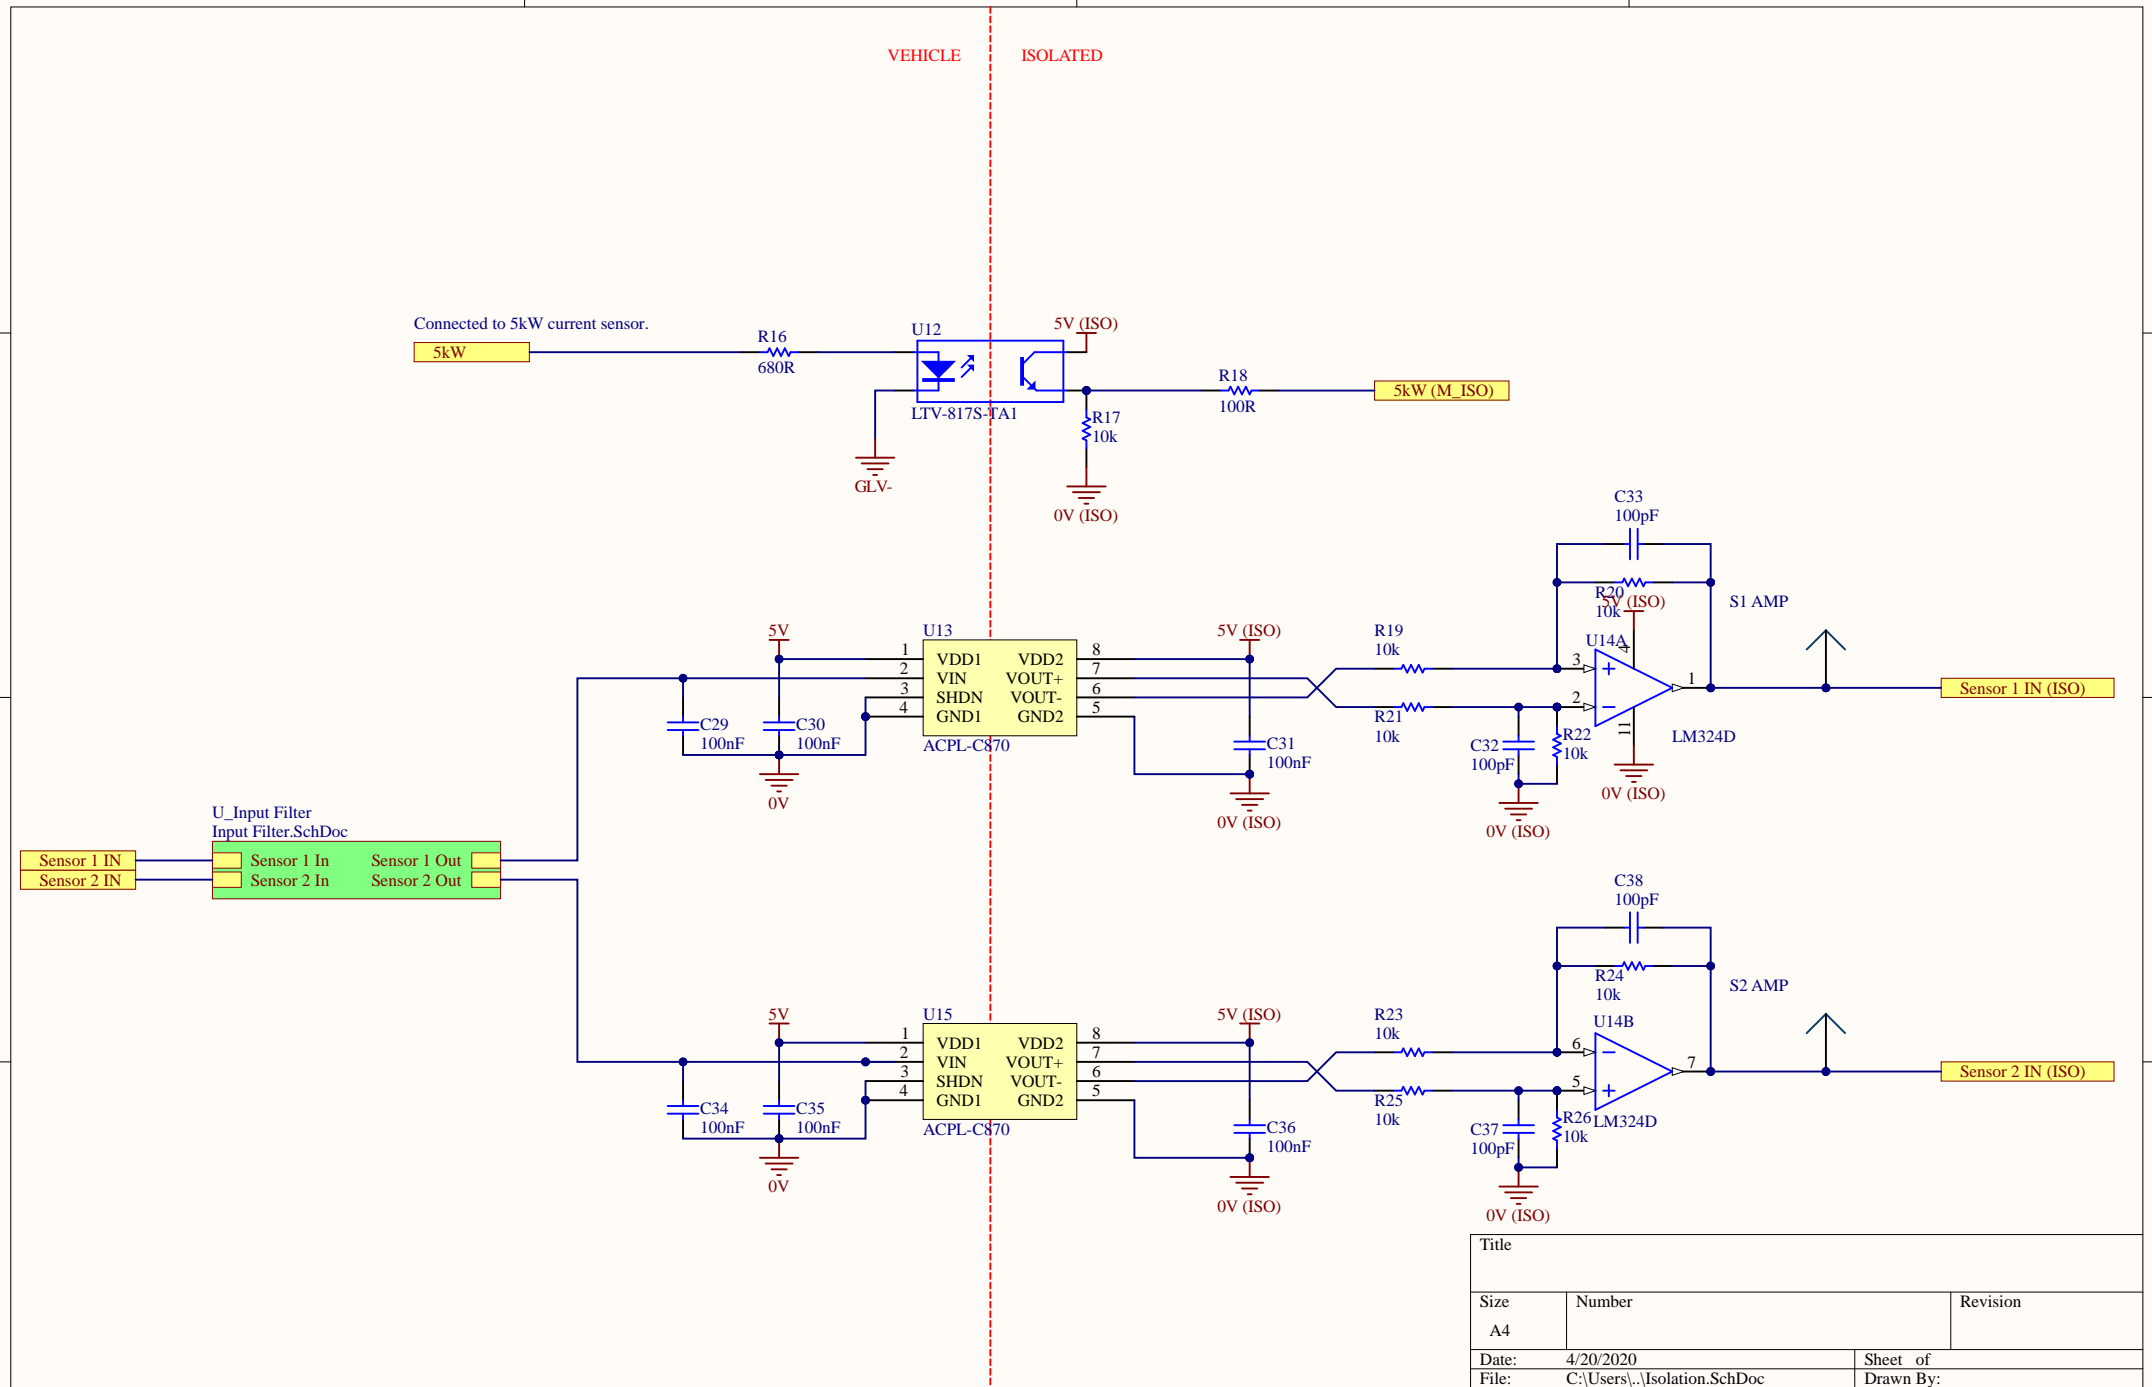 VEHICLE
ISOLATED
Connected to 5kW current sensor.
5kW
R16
680R
U12
LTV-817S-TA1
GLV-
5V (ISO)
R17
10k
0V (ISO)
R18
100R
5kW (M_ISO)
C33
100pF
R20
10k
5V (ISO)
S1 AMP
5V
U13
1
2
3
4
VDD1
VIN
SHDN
GND1
VDD2
VOUT+
VOUT-
GND2
8
7
6
5
ACPL-C870
C29
100nF
C30
100nF
0V
5V (ISO)
C31
100nF
0V (ISO)
R19
10k
R21
10k
C32
100pF
R22
10k
0V (ISO)
U14A
3
2
4
11
1
LM324D
0V (ISO)
Sensor 1 IN (ISO)
U_Input Filter
Input Filter.SchDoc
Sensor 1 IN
Sensor 2 IN
Sensor 1 In
Sensor 2 In
Sensor 1 Out
Sensor 2 Out
C38
100pF
R24
10k
S2 AMP
5V
U15
1
2
3
4
VDD1
VIN
SHDN
GND1
VDD2
VOUT+
VOUT-
GND2
8
7
6
5
ACPL-C870
C34
100nF
C35
100nF
0V
5V (ISO)
C36
100nF
0V (ISO)
R23
10k
R25
10k
C37
100pF
R26
10k
0V (ISO)
U14B
6
5
7
LM324D
Sensor 2 IN (ISO)
Title
Size
A4
Number
Revision
Date:
4/20/2020
Sheet of
File:
C:\Users\..\Isolation.SchDoc
Drawn By: